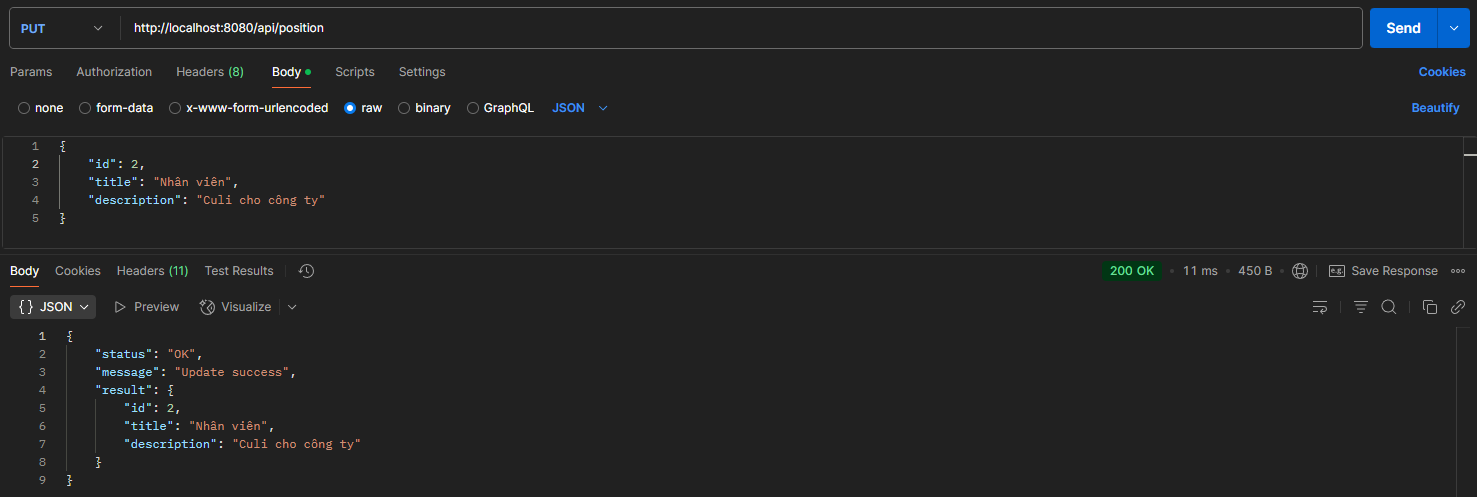 PUT http://localhost:8080/api/position Send
Params Authorization Headers (8) Body Scripts Settings Cookies
none form-data x-www-form-urlencoded raw binary GraphQL JSON Beautify
1 {
2 "id": 2,
3 "title": "Nhân viên",
4 "description": "Culi cho công ty"
5 }
Body Cookies Headers (11) Test Results 200 OK • 11 ms • 450 B • e.g. Save Response
{} JSON Preview Visualize
1 {
2 "status": "OK",
3 "message": "Update success",
4 "result": {
5 "id": 2,
6 "title": "Nhân viên",
7 "description": "Culi cho công ty"
8 }
9 }